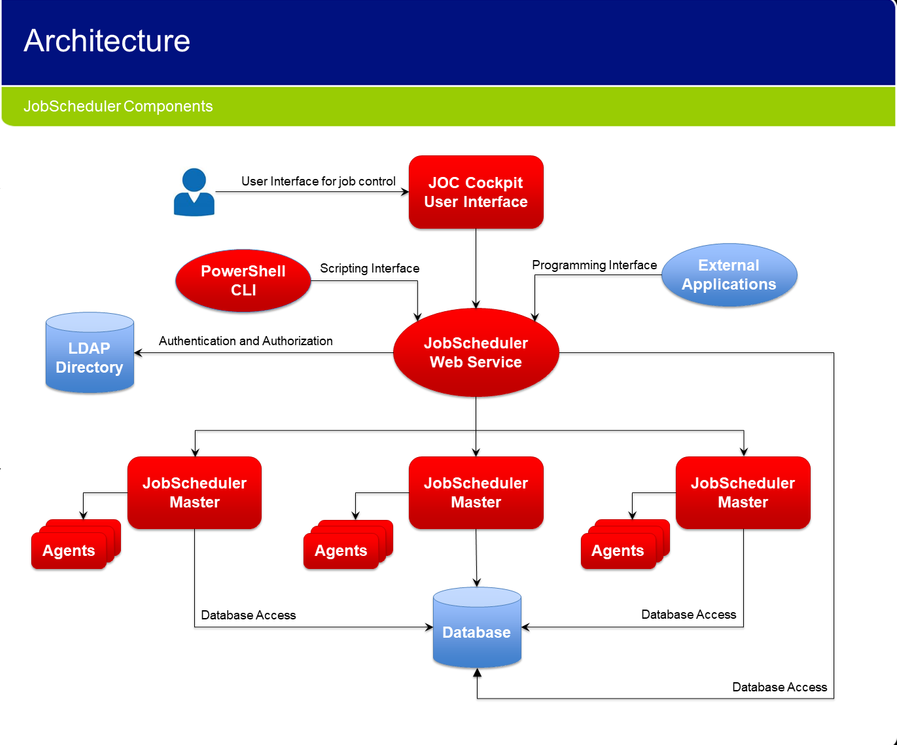 Architecture
JobScheduler Components
User Interface for job control
JOC Cockpit
User Interface
PowerShell
CLI
Scripting Interface
Programming Interface
External
Applications
LDAP
Directory
Authentication and Authorization
JobScheduler
Web Service
JobScheduler
Master
JobScheduler
Master
JobScheduler
Master
Agents
Agents
Agents
Database Access
Database
Database Access
Database Access